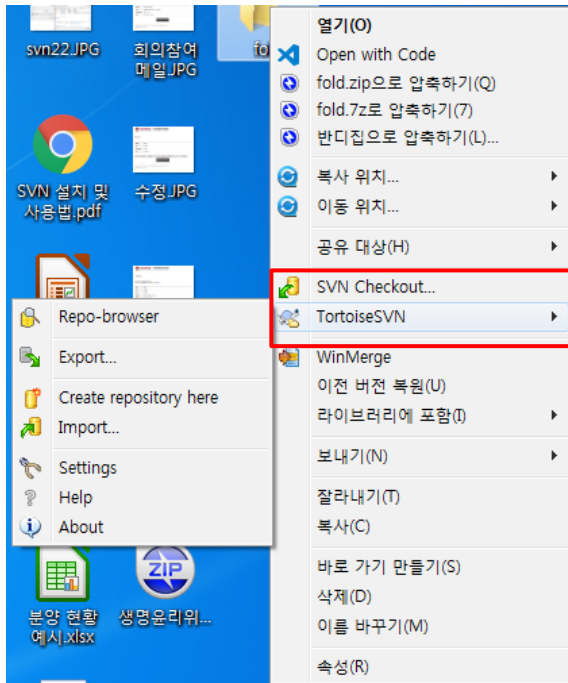 svn22.JPG
회의참여
메일.JPG
fo
SVN 설치 및
사용법.pdf
수정.JPG
열기(O)
Open with Code
fold.zip으로 압축하기(Q)
fold.7z로 압축하기(7)
반디집으로 압축하기(L)...
복사 위치...
이동 위치...
공유 대상(H)
SVN Checkout...
TortoiseSVN
WinMerge
이전 버전 복원(U)
라이브러리에 포함(I)
보내기(N)
잘라내기(T)
복사(C)
바로 가기 만들기(S)
삭제(D)
이름 바꾸기(M)
속성(R)
Repo-browser
Export...
Create repository here
Import...
Settings
Help
About
ZIP
분양 현황
예시.xlsx
생명윤리위...